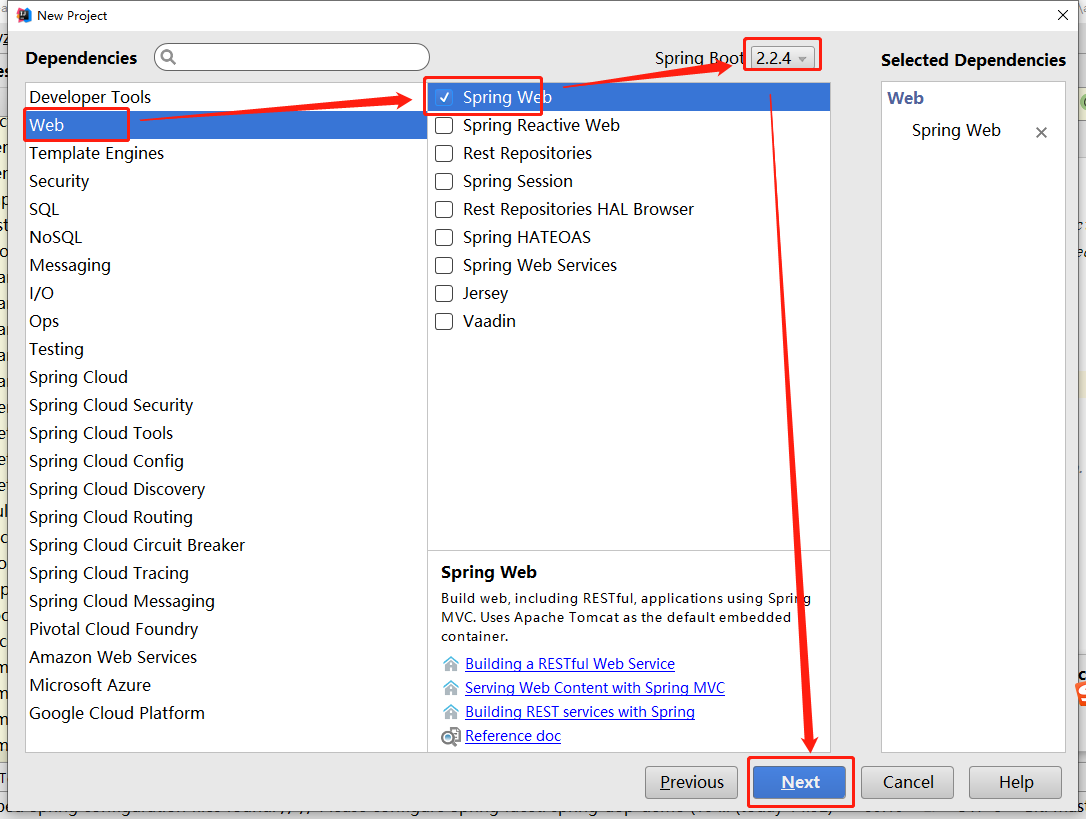 New Project
Dependencies
Spring Boot 2.2.4
Selected Dependencies
Developer Tools
Web
Template Engines
Security
SQL
NoSQL
Messaging
I/O
Ops
Testing
Spring Cloud
Spring Cloud Security
Spring Cloud Tools
Spring Cloud Config
Spring Cloud Discovery
Spring Cloud Routing
Spring Cloud Circuit Breaker
Spring Cloud Tracing
Spring Cloud Messaging
Pivotal Cloud Foundry
Amazon Web Services
Microsoft Azure
Google Cloud Platform
Spring Web
Spring Reactive Web
Rest Repositories
Spring Session
Rest Repositories HAL Browser
Spring HATEOAS
Spring Web Services
Jersey
Vaadin
Spring Web
Build web, including RESTful, applications using Spring
MVC. Uses Apache Tomcat as the default embedded
container.
Building a RESTful Web Service
Serving Web Content with Spring MVC
Building REST services with Spring
Reference doc
Web
Spring Web
Previous
Next
Cancel
Help